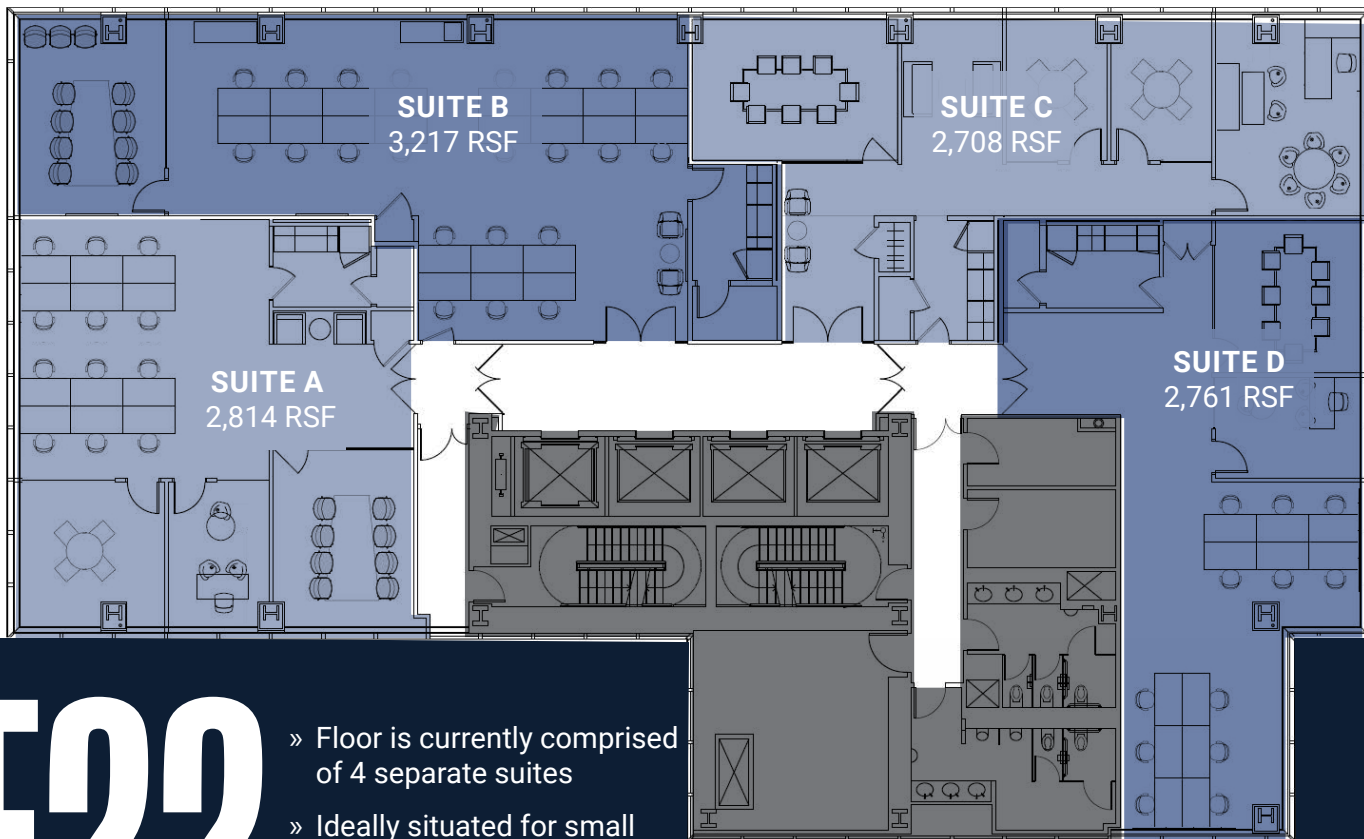 SUITE B
3,217 RSF
SUITE C
2,708 RSF
SUITE A
2,814 RSF
SUITE D
2,761 RSF
22
» Floor is currently comprised
of 4 separate suites
» Ideally situated for small